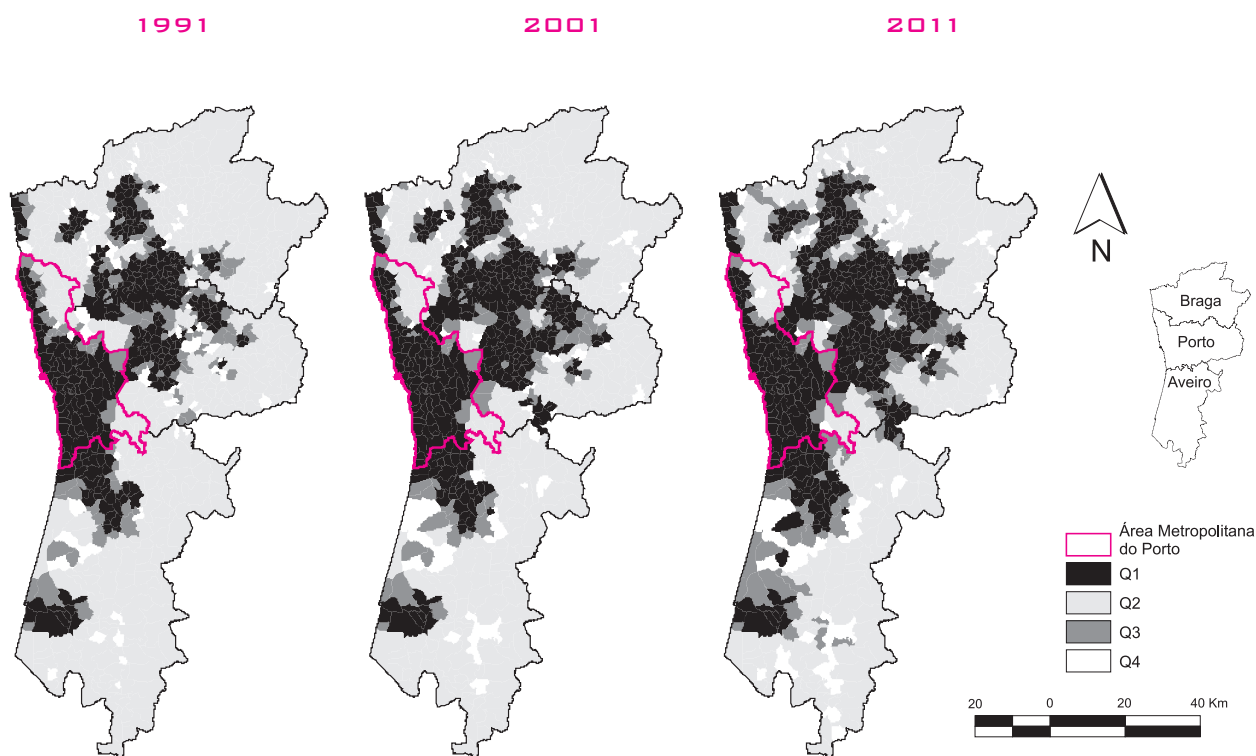 1991
2001
2011
N
Braga
Porto
Aveiro
Área Metropolitana
do Porto
Q1
Q2
Q3
Q4
20 0 20 40 Km